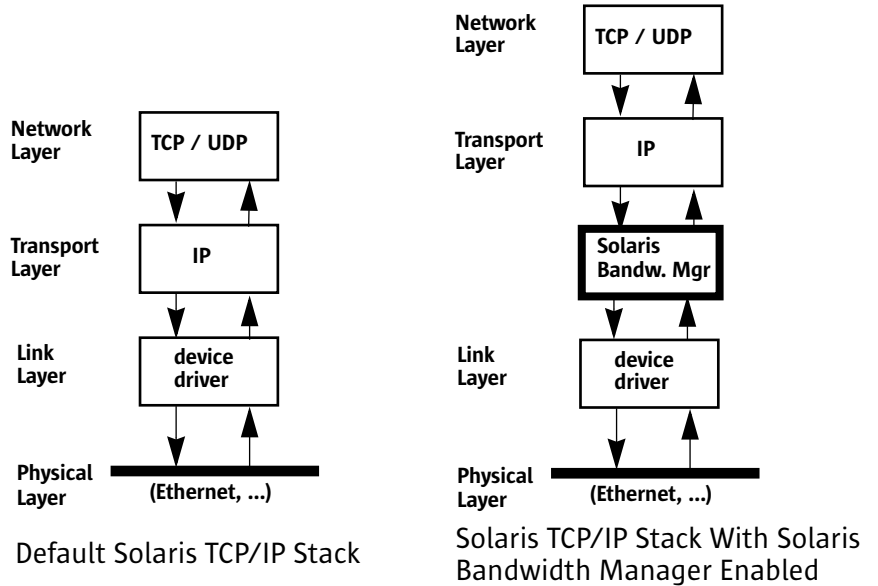 Network
Layer
TCP / UDP
Transport
Layer
IP
Link
Layer
device
driver
Physical
Layer
(Ethernet, ...)
Default Solaris TCP/IP Stack
Network
Layer
TCP / UDP
Transport
Layer
IP
Solaris
Bandw. Mgr
Link
Layer
device
driver
Physical
Layer
(Ethernet, ...)
Solaris TCP/IP Stack With Solaris
Bandwidth Manager Enabled